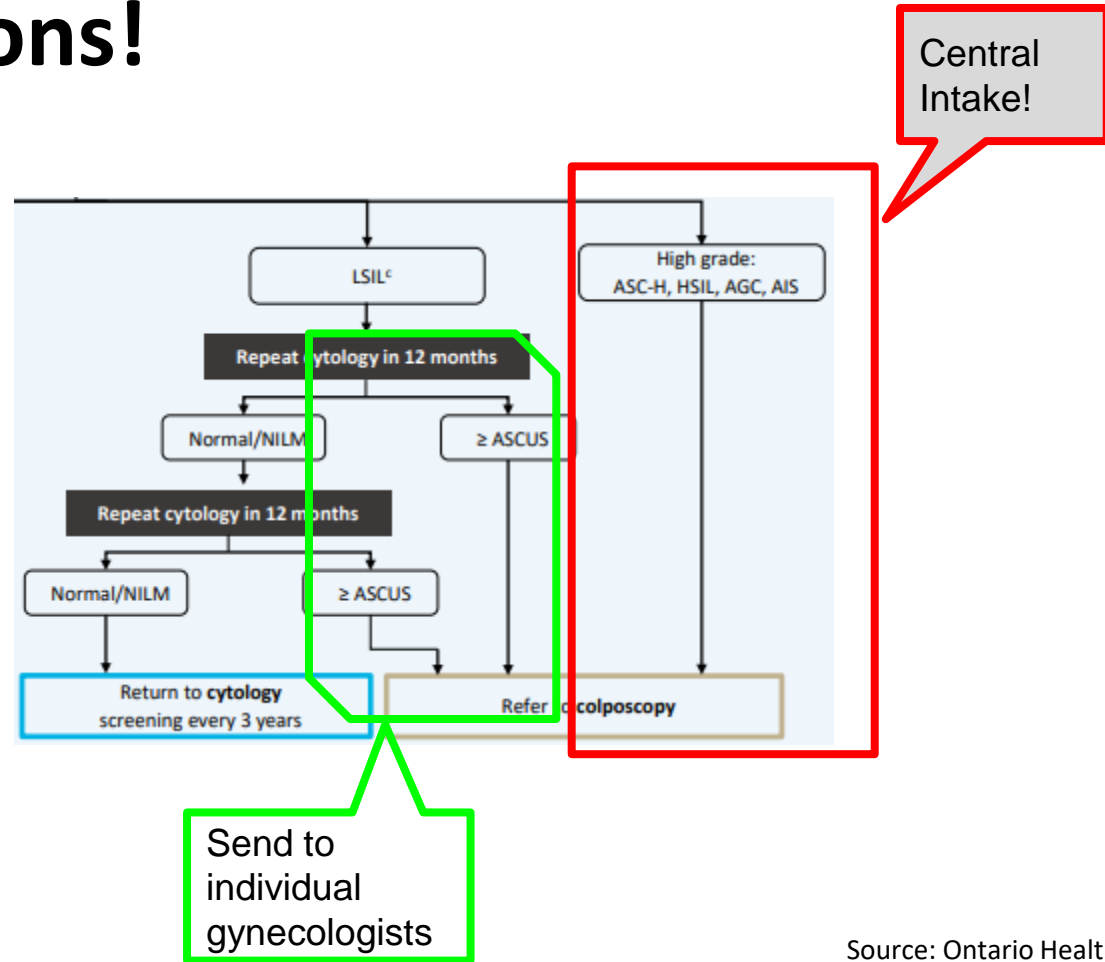 ons!
Central
Intake!
LSILᶜ
High grade:
ASC-H, HSIL, AGC, AIS
Repeat cytology in 12 months
Normal/NILM
≥ ASCUS
Repeat cytology in 12 months
Normal/NILM
≥ ASCUS
Return to cytology
screening every 3 years
Refer to colposcopy
Send to
individual
gynecologists
Source: Ontario Healt